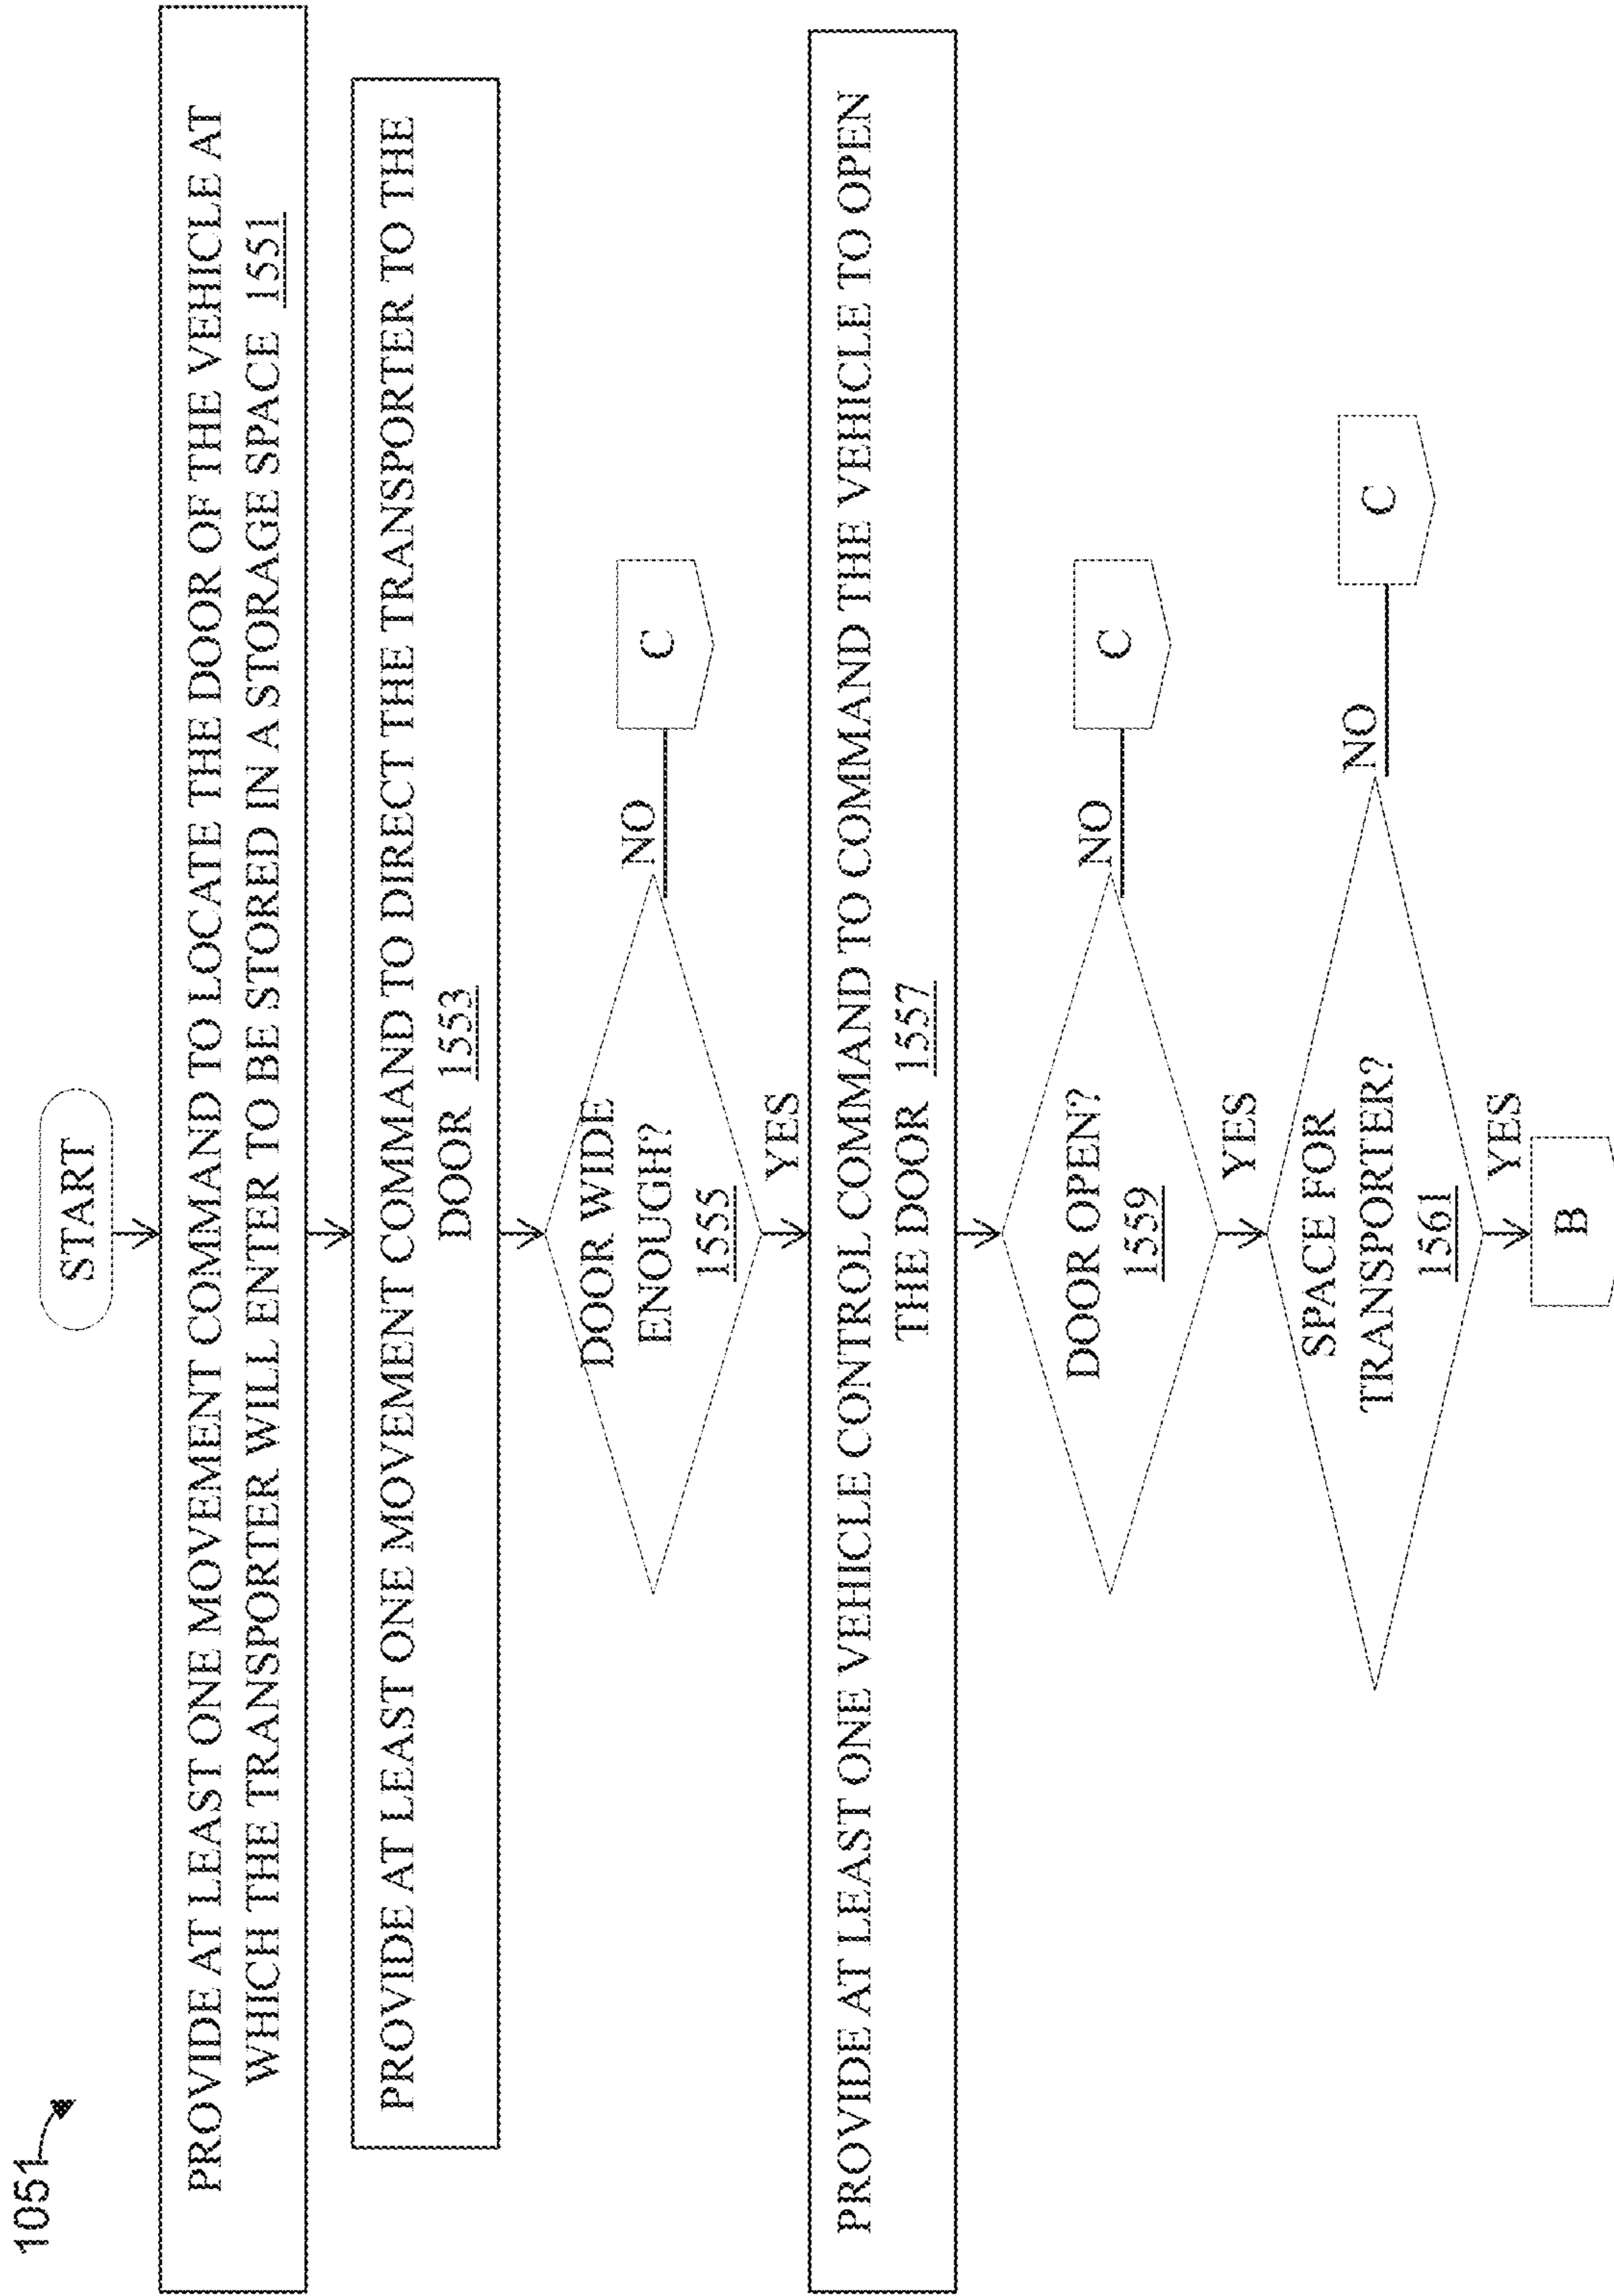 1051
START
PROVIDE AT LEAST ONE MOVEMENT COMMAND TO LOCATE THE DOOR OF THE VEHICLE AT
WHICH THE TRANSPORTER WILL ENTER TO BE STORED IN A STORAGE SPACE 1551
PROVIDE AT LEAST ONE MOVEMENT COMMAND TO DIRECT THE TRANSPORTER TO THE
DOOR 1553
DOOR WIDE
ENOUGH?
1555
NO
C
YES
PROVIDE AT LEAST ONE VEHICLE CONTROL COMMAND TO COMMAND THE VEHICLE TO OPEN
THE DOOR 1557
DOOR OPEN?
1559
NO
C
YES
SPACE FOR
TRANSPORTER?
1561
NO
C
YES
B